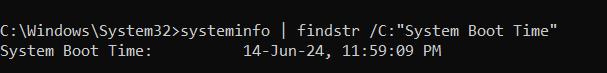 C:\Windows\System32>systeminfo | findstr /C:"System Boot Time"
System Boot Time:          14-Jun-24, 11:59:09 PM